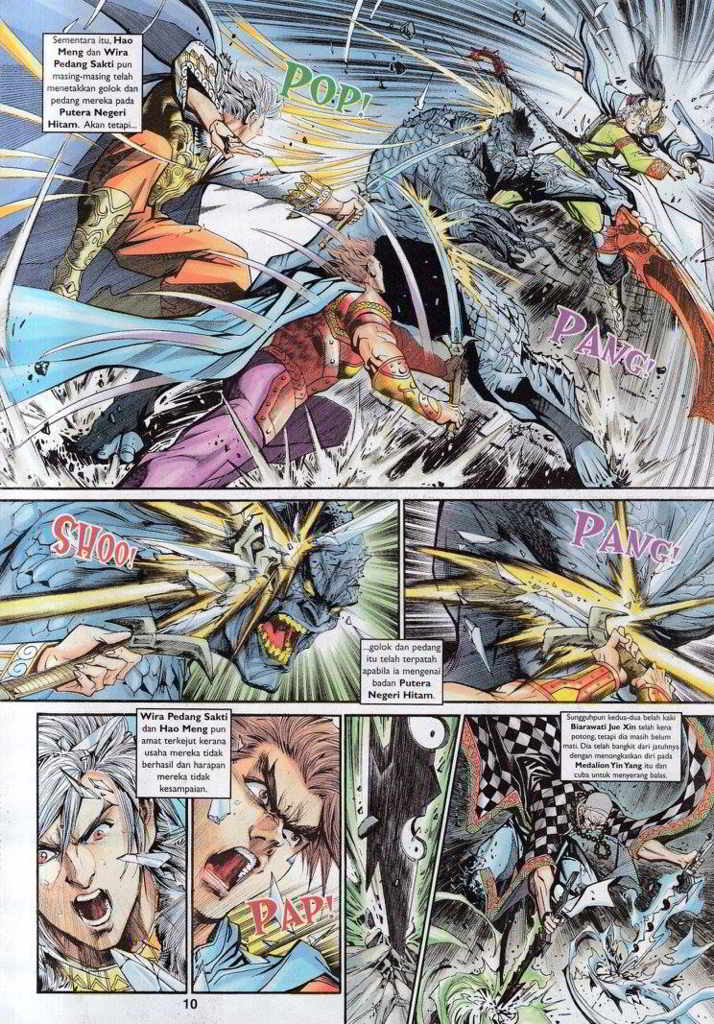 Sementara itu, Hao
Meng dan Wira
Pedang Sakti pun
masing-masing telah
menetakkan golok dan
pedang mereka pada
Putera Negeri
Hitam. Akan tetapi...
POP!
PANG!
SHOO!
PANG!
...golok dan pedang
itu telah terpatah
apabila ia mengenai
badan Putera
Negeri Hitam.
Wira Pedang Sakti
dan Hao Meng pun
amat terkejut kerana
usaha mereka tidak
berhasil dan harapan
mereka tidak
kesampaian.
PAP!
Sungguhpun kedua-dua belah kaki
Biarawati Jue Xin telah kena
potong, tetapi dia masih belum
mati. Dia telah bangkit dari jatuhnya
dengan menongkatkan diri pada
Medalion Yin Yang itu dan
cuba untuk menyerang balas.
10